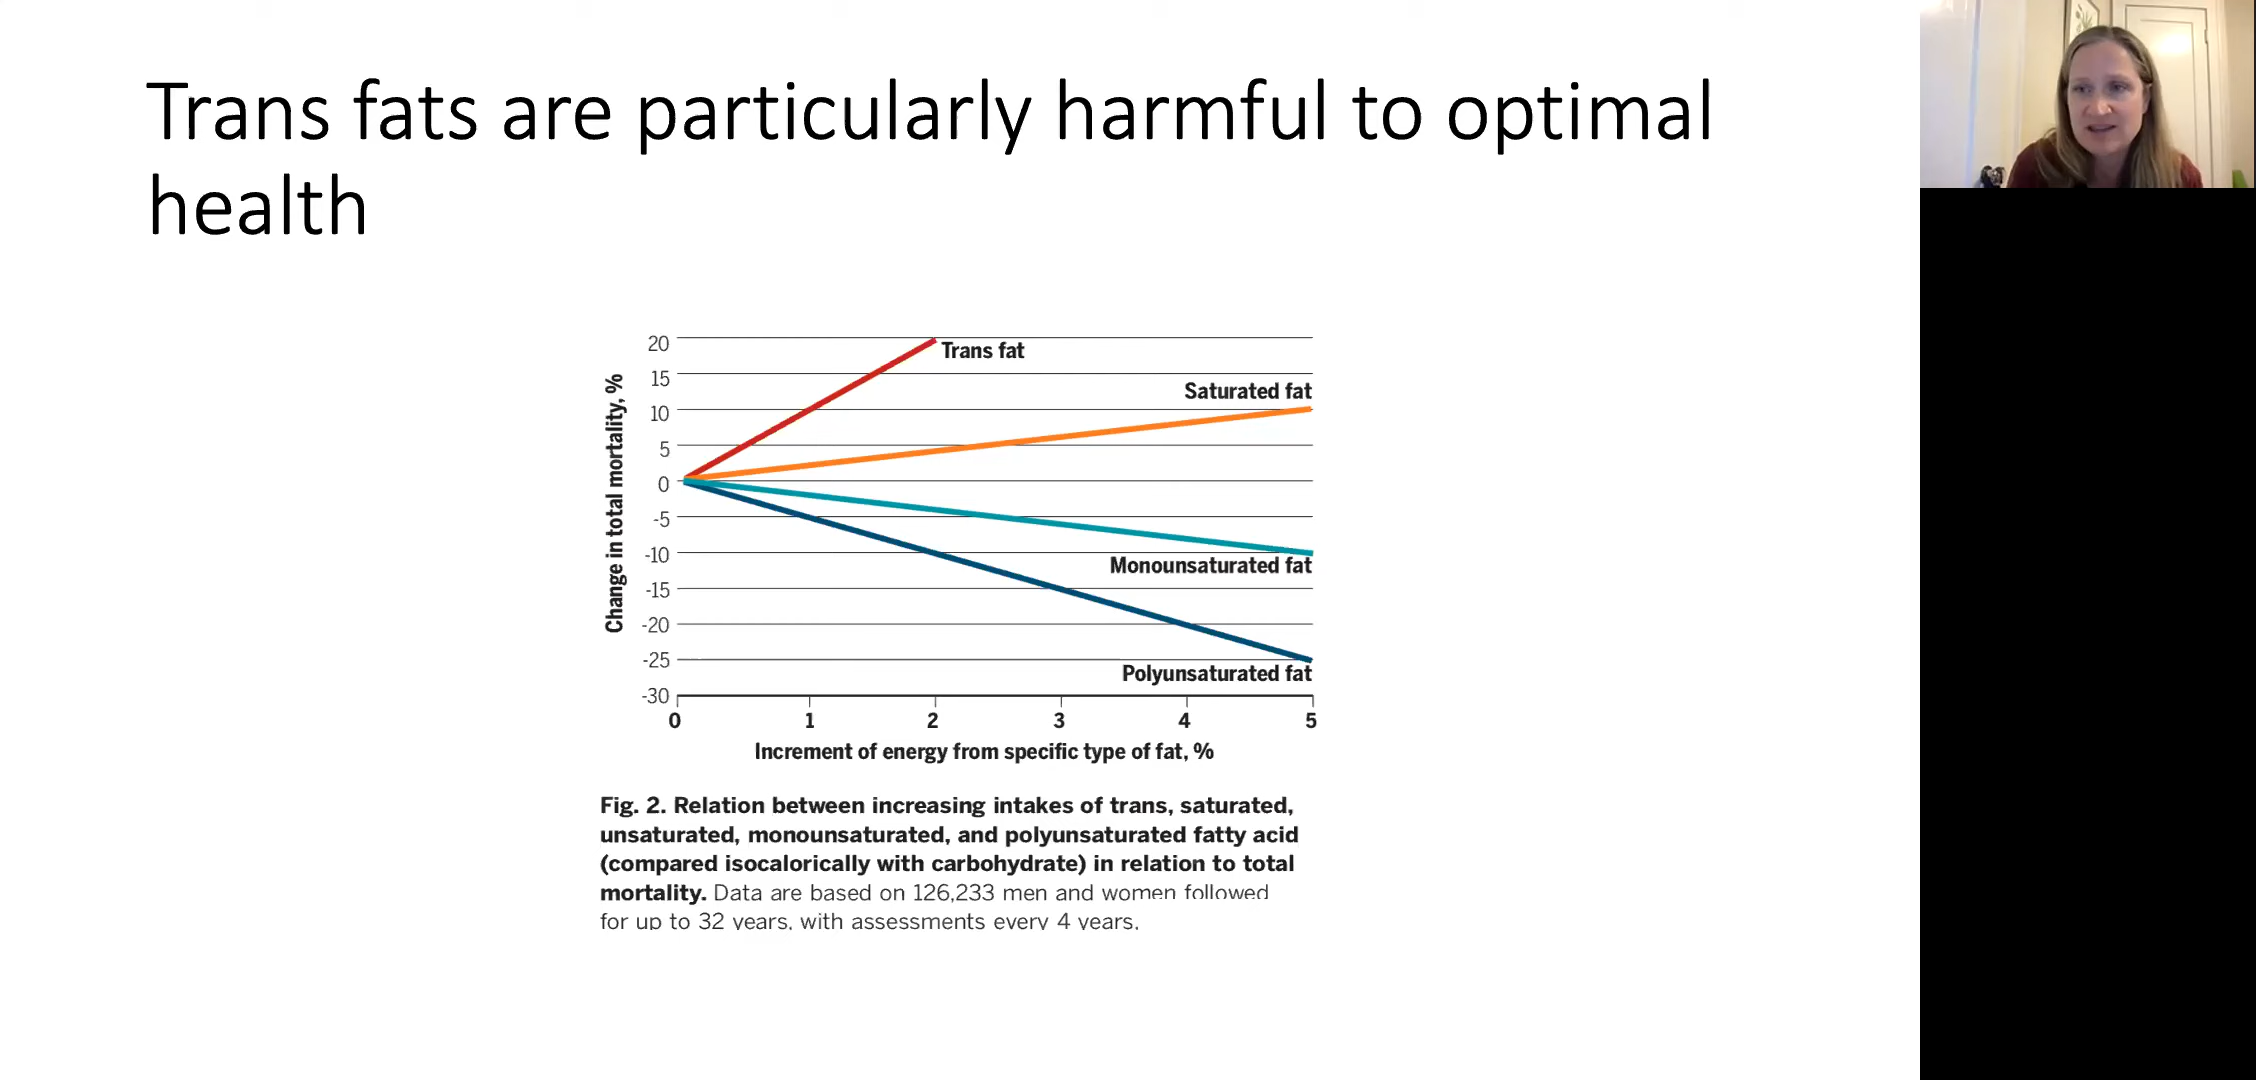 Trans fats are particularly harmful to optimal
health
20
15
10
5
0
-5
-10
-15
-20
-25
-30
Change in total mortality, %
Trans fat
Saturated fat
Monounsaturated fat
Polyunsaturated fat
0 1 2 3 4 5
Increment of energy from specific type of fat, %
Fig. 2. Relation between increasing intakes of trans, saturated,
unsaturated, monounsaturated, and polyunsaturated fatty acid
(compared isocalorically with carbohydrate) in relation to total
mortality. Data are based on 126,233 men and women followed
for up to 32 years, with assessments every 4 years.